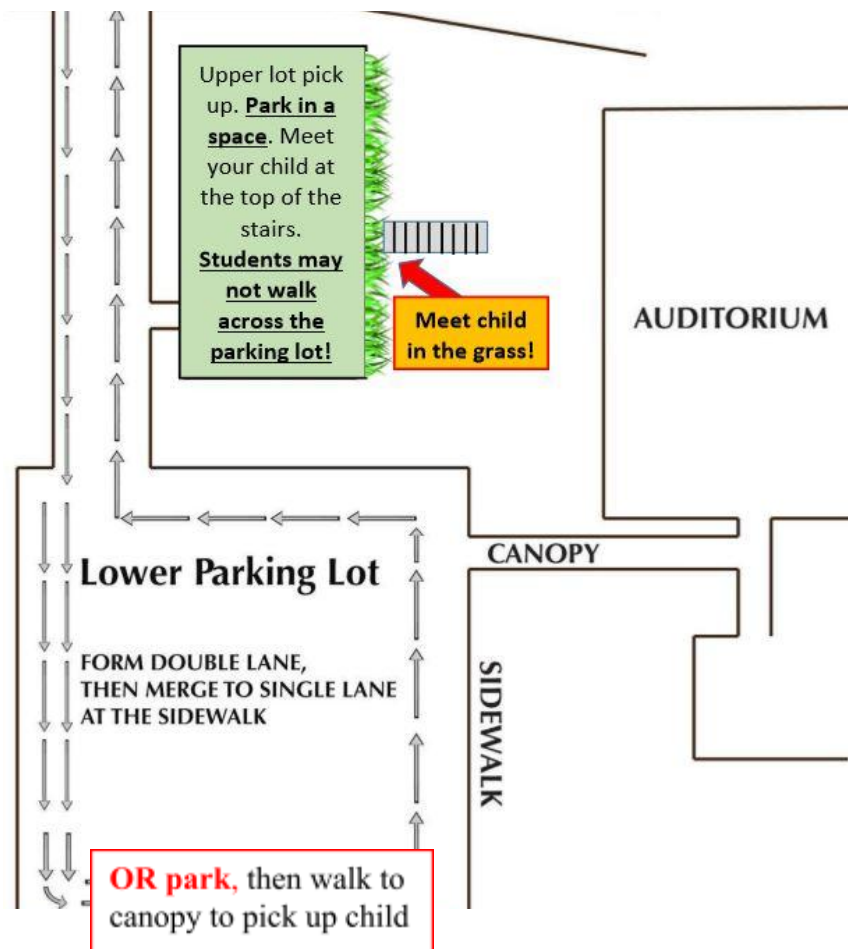 Upper lot pick
up. Park in a
space. Meet
your child at
the top of the
stairs.
Students may
not walk
across the
parking lot!
Meet child
in the grass!
AUDITORIUM
CANOPY
Lower Parking Lot
FORM DOUBLE LANE,
THEN MERGE TO SINGLE LANE
AT THE SIDEWALK
SIDEWALK
OR park, then walk to
canopy to pick up child